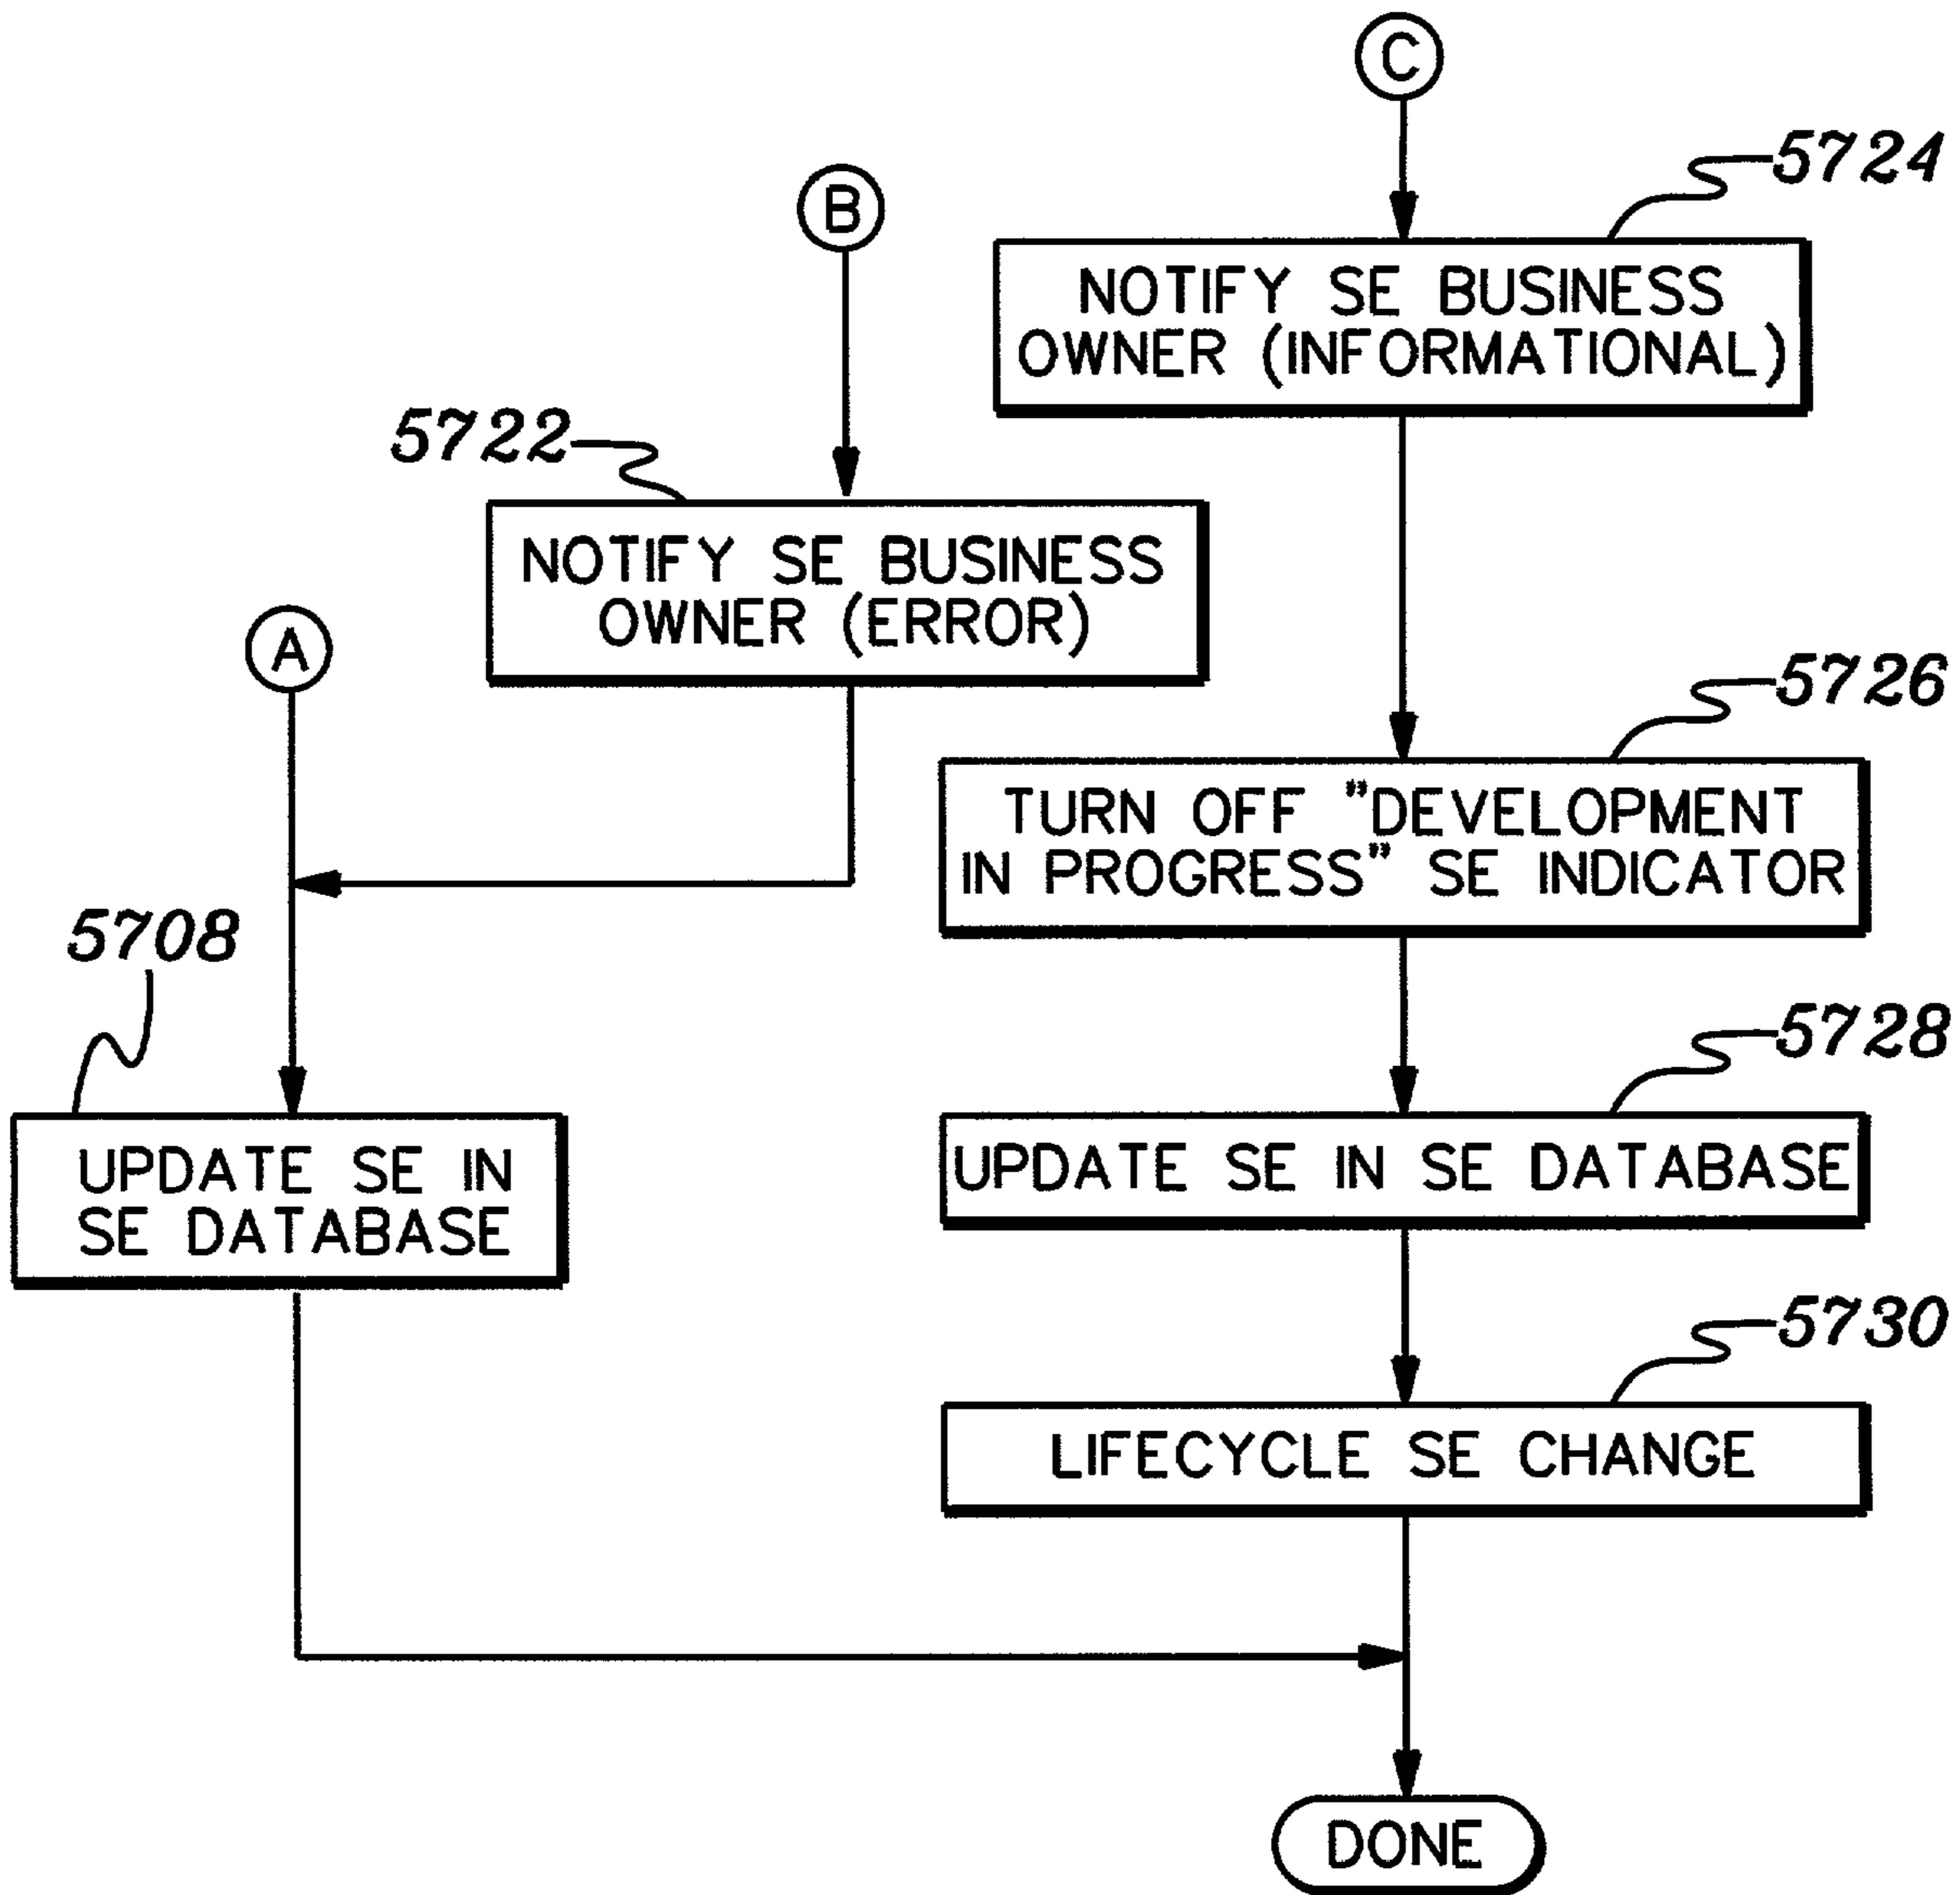 C
5724
B
NOTIFY SE BUSINESS
OWNER (INFORMATIONAL)
5722
NOTIFY SE BUSINESS
OWNER (ERROR)
A
5726
TURN OFF "DEVELOPMENT
IN PROGRESS" SE INDICATOR
5708
5728
UPDATE SE IN
SE DATABASE
UPDATE SE IN SE DATABASE
5730
LIFECYCLE SE CHANGE
DONE